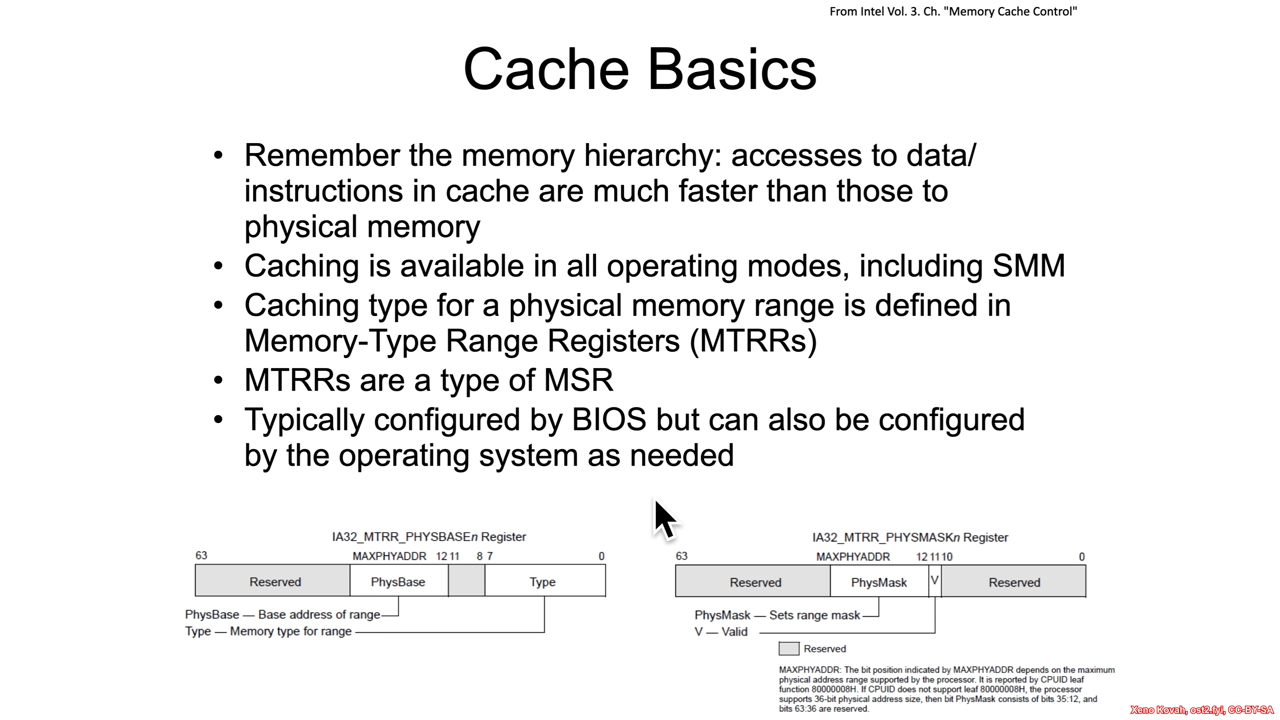 From Intel Vol. 3. Ch. "Memory Cache Control"
Cache Basics
• Remember the memory hierarchy: accesses to data/
instructions in cache are much faster than those to
physical memory
• Caching is available in all operating modes, including SMM
• Caching type for a physical memory range is defined in
Memory-Type Range Registers (MTRRs)
• MTRRs are a type of MSR
• Typically configured by BIOS but can also be configured
by the operating system as needed
IA32_MTRR_PHYSBASEn Register
63 MAXPHYADDR 12 11 8 7 0
Reserved PhysBase Type
PhysBase — Base address of range
Type — Memory type for range
IA32_MTRR_PHYSMASKn Register
63 MAXPHYADDR 12 11 10 0
Reserved PhysMask V Reserved
PhysMask — Sets range mask
V — Valid
Reserved
MAXPHYADDR: The bit position indicated by MAXPHYADDR depends on the maximum
physical address range supported by the processor. It is reported by CPUID leaf
function 80000008H. If CPUID does not support leaf 80000008H, the processor
supports 36-bit physical address size, then bit PhysMask consists of bits 35:12, and
bits 63:36 are reserved.
Xeno Kovah, ost2.fyi, CC-BY-SA